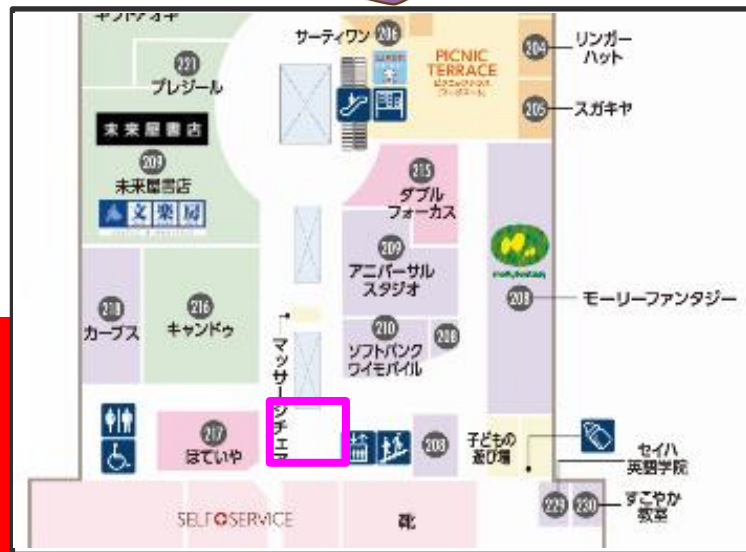 サーティワン 206
204 リンガー
ハット
PICNIC
TERRACE
205 スガキヤ
221
プレジール
未来屋書店
209
未来屋書店
文楽房
215
ダブル
フォーカス
209
アニバーサル
スタジオ
208
モーリーファンタジー
218
カーブス
216
キャンドゥ
マッサージチェア
210
ソフトバンク
ワイモバイル
208
217
ほていや
203
子どもの
遊び場
セイハ
英語学院
229 230 すこやか
教室
SELF SERVICE
靴